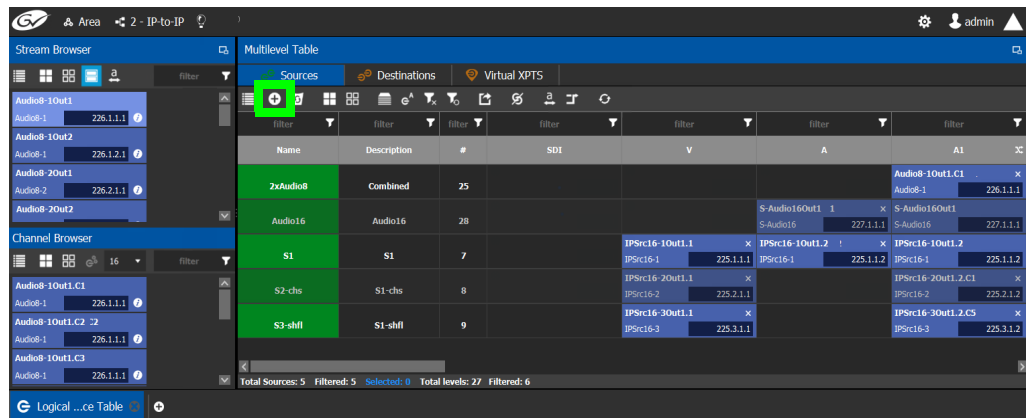 GV Area 2 - IP-to-IP admin
Stream Browser
filter
Audio8-1Out1
Audio8-1 226.1.1.1
Audio8-1Out2
Audio8-1 226.1.2.1
Audio8-2Out1
Audio8-2 226.2.1.1
Audio8-2Out2
Channel Browser
16 filter
Audio8-1Out1.C1
Audio8-1 226.1.1.1
Audio8-1Out1.C2
Audio8-1 226.1.1.1
Audio8-1Out1.C3
Audio8-1 226.1.1.1
Multilevel Table
Sources Destinations Virtual XPTS
filter filter filter filter filter filter filter
Name Description # SDI V A A1
2xAudio8 Combined 25 Audio8-1Out1.C1 x
Audio8-1 226.1.1.1
Audio16 Audio16 28 S-Audio16Out1 1 x S-Audio16Out1
S-Audio16 227.1.1.1 S-Audio16 227.1.1.1
S1 S1 7 IPSrc16-1Out1.1 x IPSrc16-1Out1.2 x IPSrc16-1Out1.2
IPSrc16-1 225.1.1.1 IPSrc16-1 225.1.1.2 IPSrc16-1 225.1.1.2
S2-chs S1-chs 8 IPSrc16-2Out1.1 x IPSrc16-2Out1.2.C1 x
IPSrc16-2 225.2.1.1 IPSrc16-2 225.2.1.2
S3-shfl S1-shfl 9 IPSrc16-3Out1.1 x IPSrc16-3Out1.2.C5 x
IPSrc16-3 225.3.1.1 IPSrc16-3 225.3.1.2
Total Sources: 5 Filtered: 5 Selected: 0 Total levels: 27 Filtered: 6
Logical ...ce Table